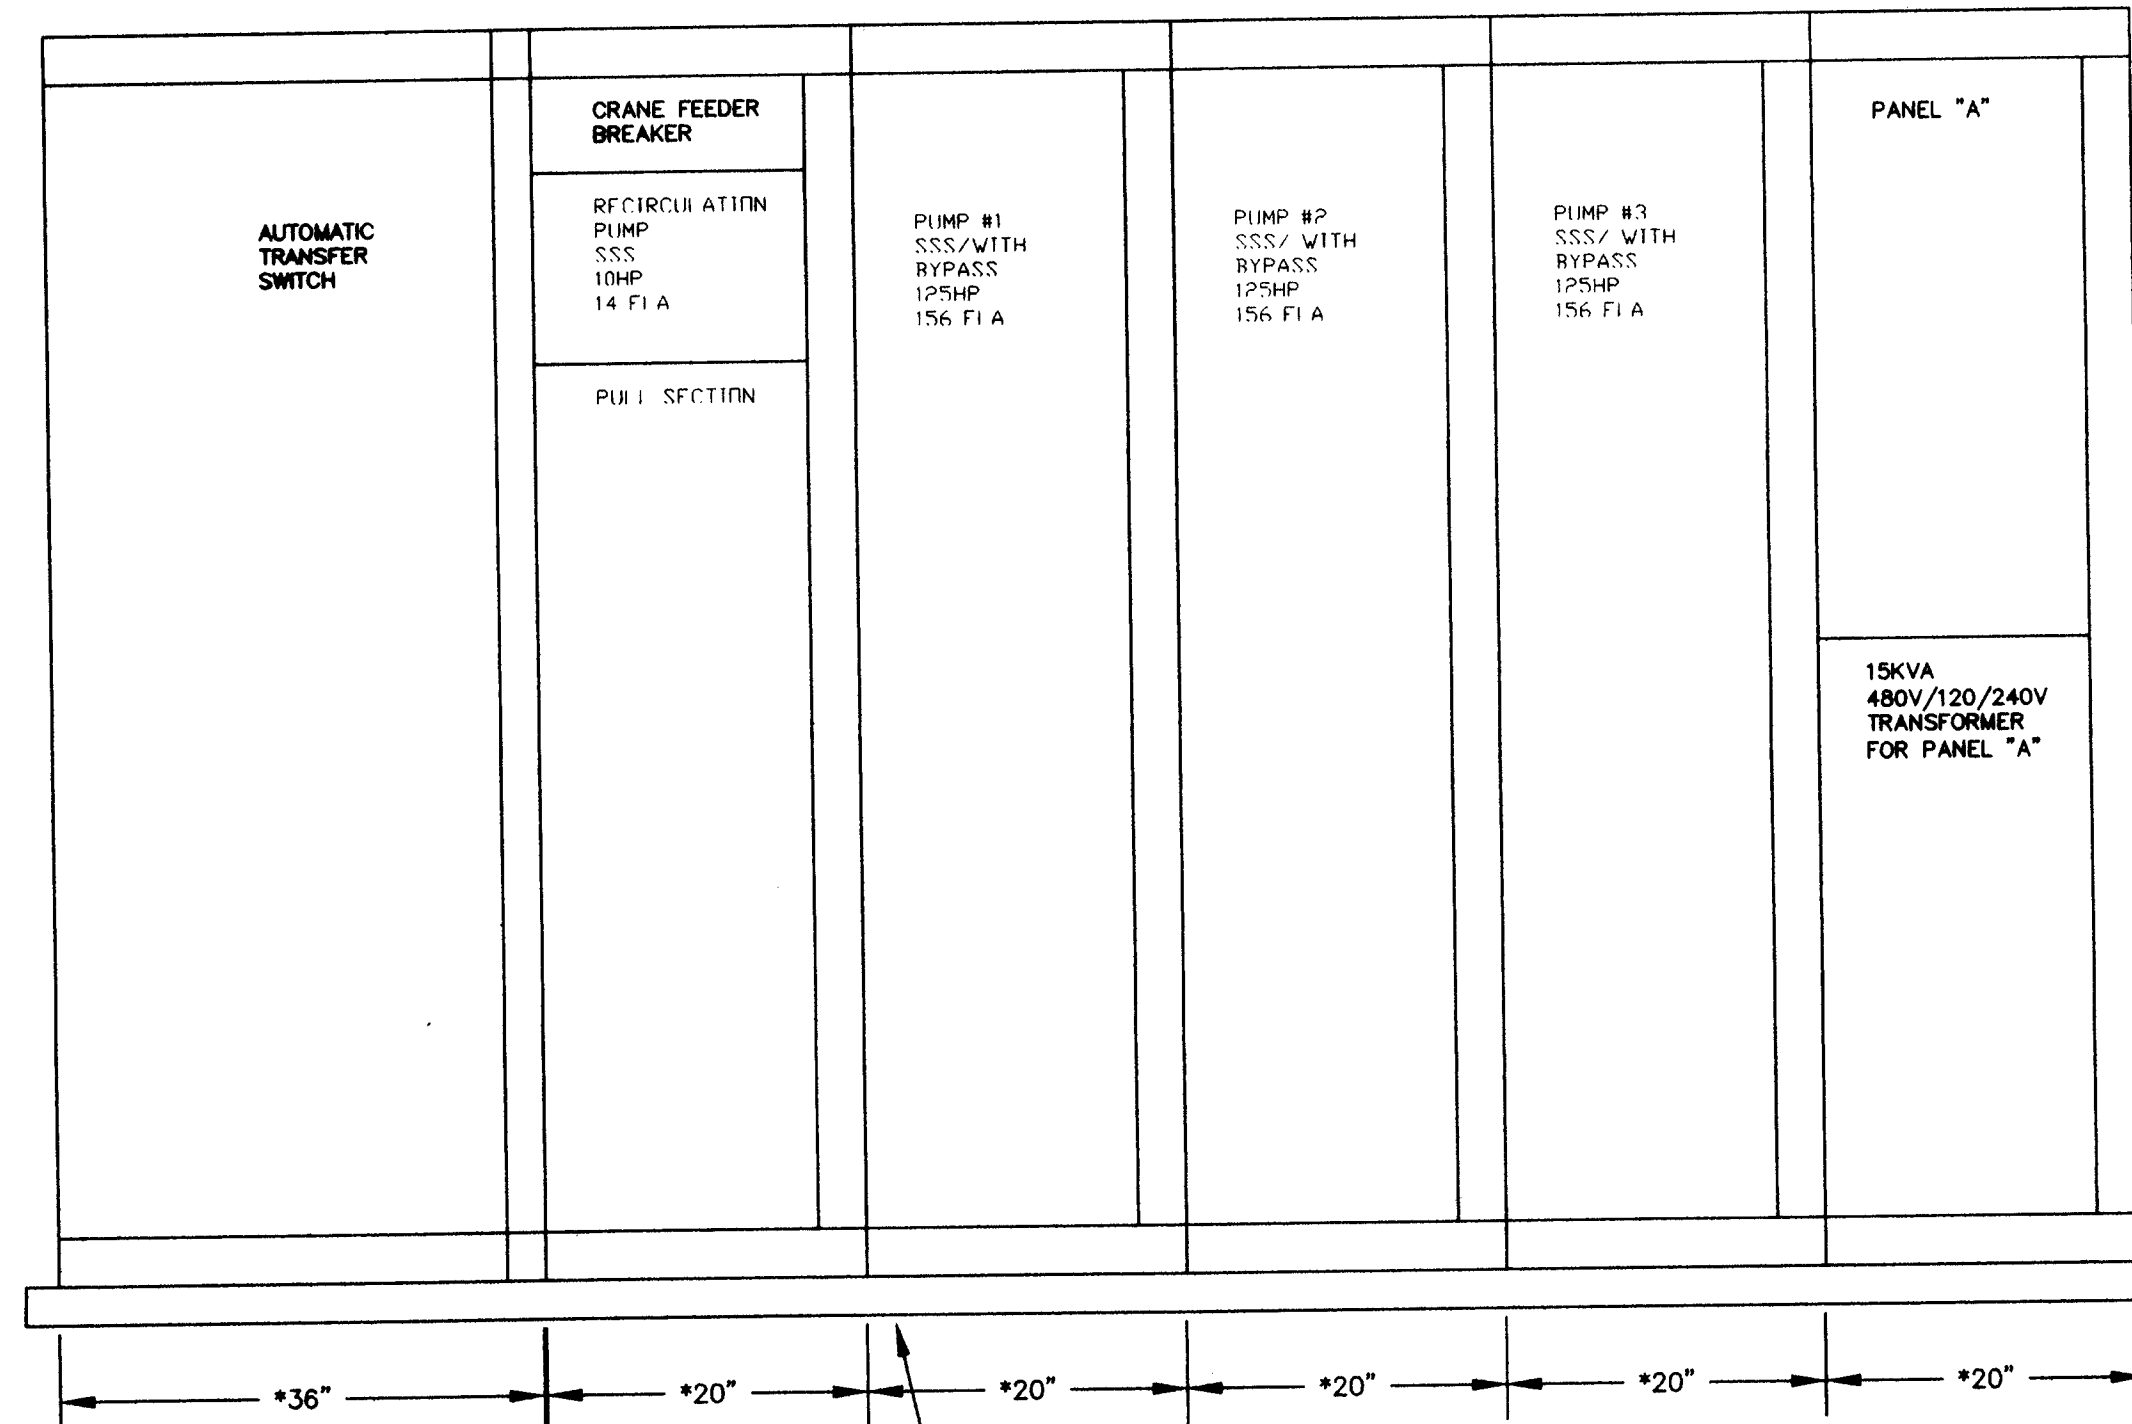 AUTOMATIC
TRANSFER
SWITCH
CRANE FEEDER
BREAKER
RECIRCULATION
PUMP
SSS
10HP
14 FLA
PULL SECTION
PUMP #1
SSS/WITH
BYPASS
125HP
156 FLA
PUMP #2
SSS/ WITH
BYPASS
125HP
156 FLA
PUMP #3
SSS/ WITH
BYPASS
125HP
156 FLA
PANEL "A"
15KVA
480V/120/240V
TRANSFORMER
FOR PANEL "A"
*36" *20" *20" *20" *20" *20"